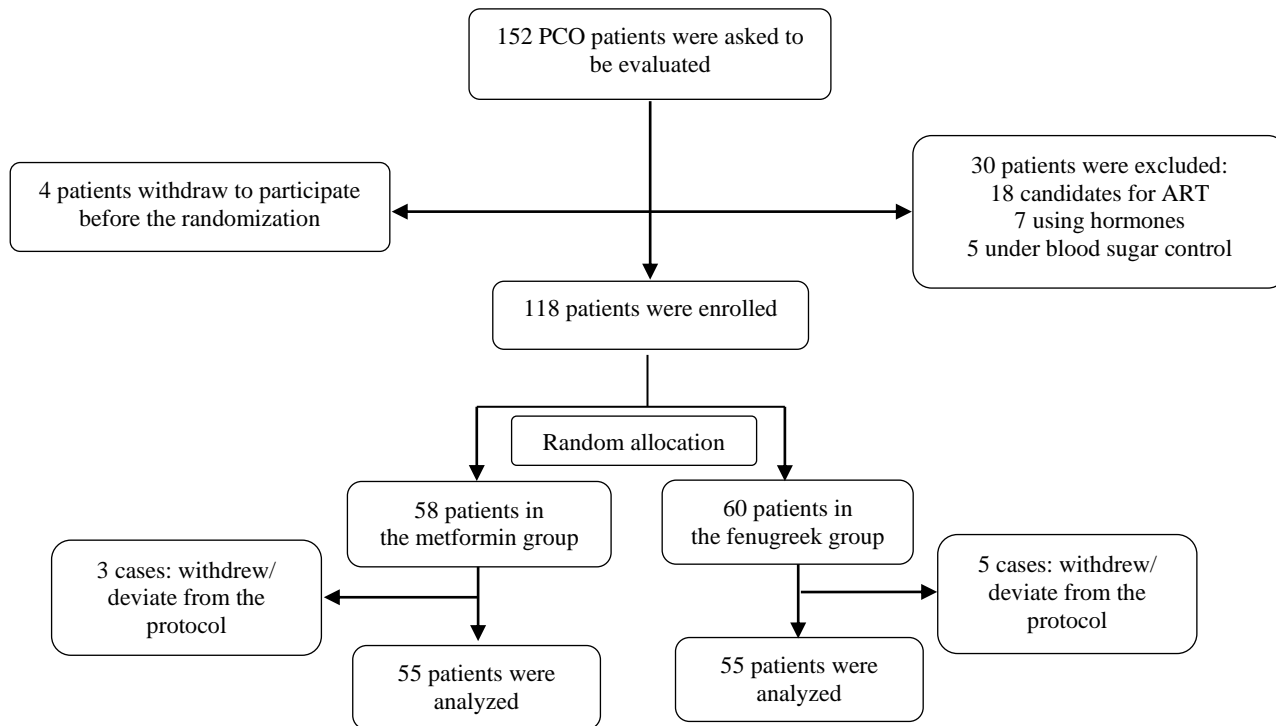 152 PCO patients were asked to
be evaluated
4 patients withdraw to participate
before the randomization
30 patients were excluded:
18 candidates for ART
7 using hormones
5 under blood sugar control
118 patients were enrolled
Random allocation
58 patients in
the metformin group
60 patients in
the fenugreek group
3 cases: withdrew/
deviate from the
protocol
5 cases: withdrew/
deviate from the
protocol
55 patients were
analyzed
55 patients were
analyzed